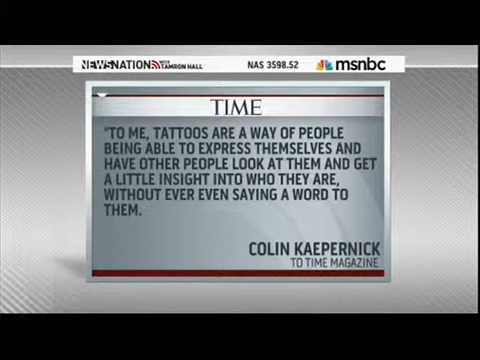 NEWSNATION WITH TAMRON HALL NAS 3598.52 msnbc
TIME
"TO ME, TATTOOS ARE A WAY OF PEOPLE
BEING ABLE TO EXPRESS THEMSELVES AND
HAVE OTHER PEOPLE LOOK AT THEM AND GET
A LITTLE INSIGHT INTO WHO THEY ARE,
WITHOUT EVER EVEN SAYING A WORD TO
THEM.
COLIN KAEPERNICK
TO TIME MAGAZINE